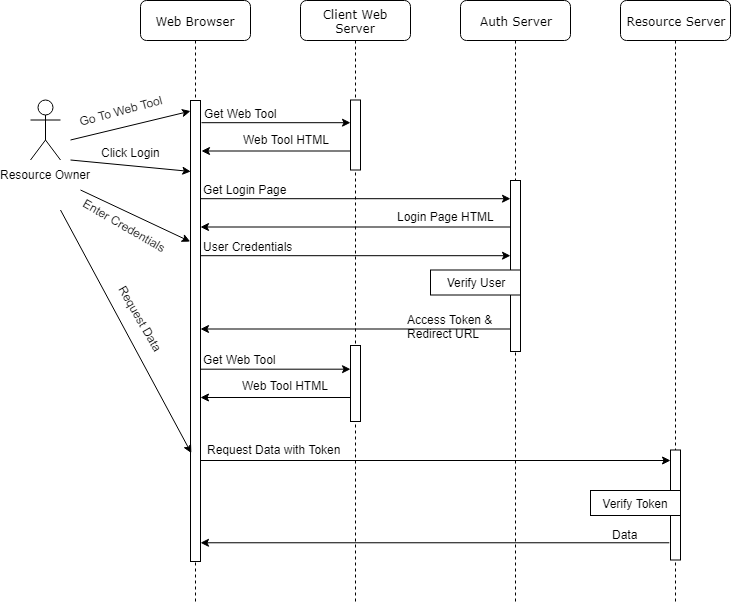 Web Browser
Client Web
Server
Auth Server
Resource Server
Go To Web Tool
Get Web Tool
Web Tool HTML
Click Login
Resource Owner
Get Login Page
Enter Credentials
Login Page HTML
User Credentials
Verify User
Request Data
Access Token &
Redirect URL
Get Web Tool
Web Tool HTML
Request Data with Token
Verify Token
Data